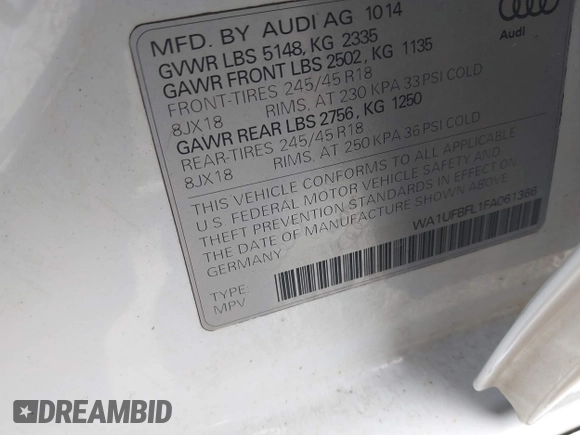 MFD. BY AUDI AG 1014
GVWR LBS 5148, KG 2335
GAWR FRONT LBS 2502, KG 1135
FRONT-TIRES 245/45 R18
8JX18 RIMS, AT 230 KPA 33 PSI COLD
GAWR REAR LBS 2756, KG 1250
REAR-TIRES 245/45 R18
8JX18 RIMS, AT 250 KPA 36 PSI COLD
THIS VEHICLE CONFORMS TO ALL APPLICABLE
U.S. FEDERAL MOTOR VEHICLE SAFETY AND
THEFT PREVENTION STANDARDS IN EFFECT ON
THE DATE OF MANUFACTURE SHOWN ABOVE
GERMANY
WA1UFBFL1FA061366
TYPE:
MPV
Audi
DREAMBID